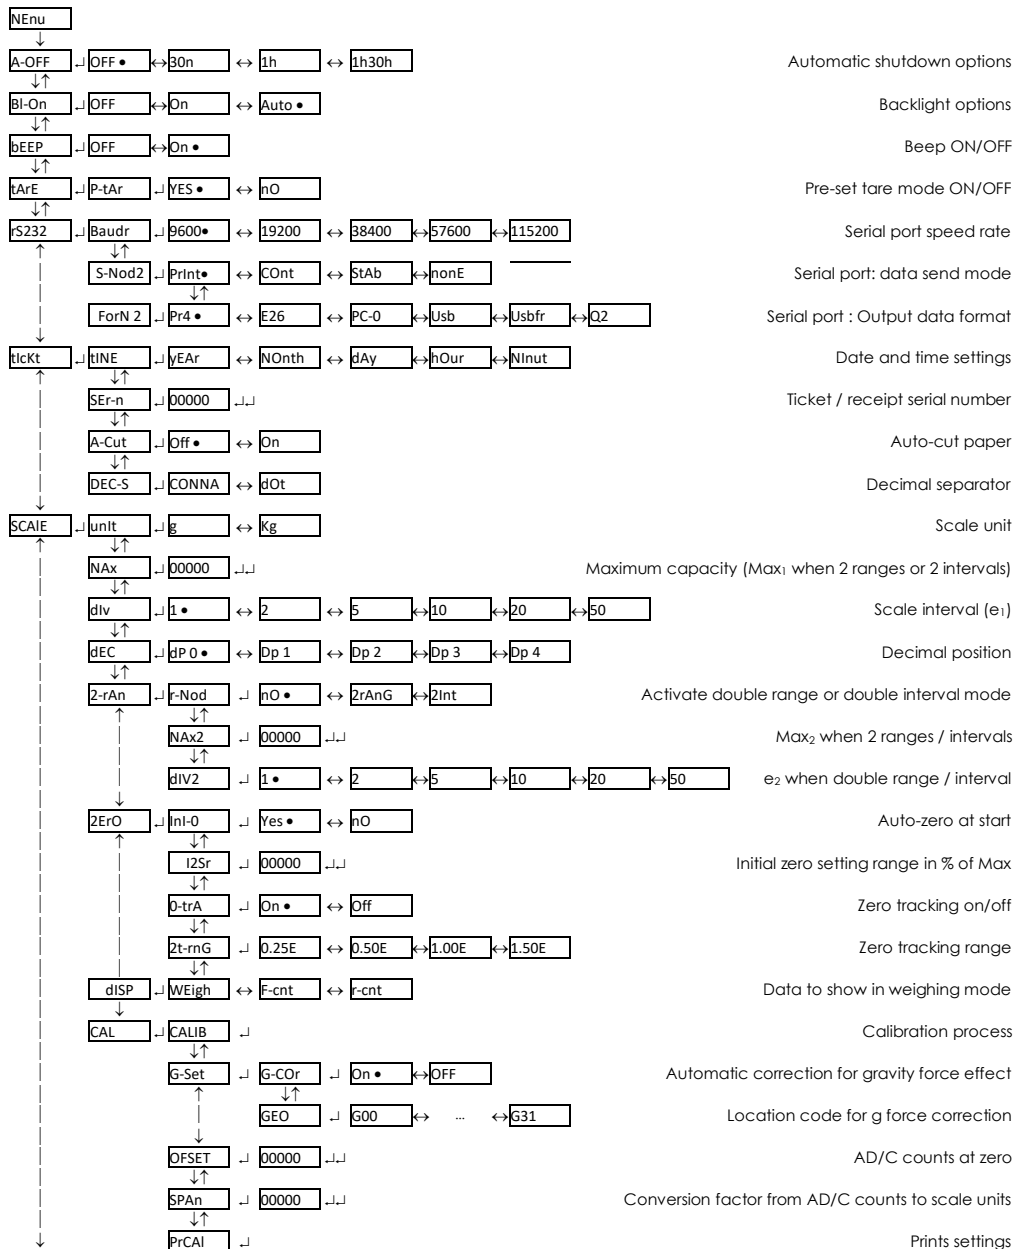 NEnu
↓
A-OFF ↵ OFF • ↔ 30n ↔ 1h ↔ 1h30h Automatic shutdown options
↓↑
Bl-On ↵ OFF ↔ On ↔ Auto • Backlight options
↓↑
bEEP ↵ OFF ↔ On • Beep ON/OFF
↓↑
tArE ↵ P-tAr ↵ YES • ↔ nO Pre-set tare mode ON/OFF
↓↑
rS232 ↵ Baudr ↵ 9600• ↔ 19200 ↔ 38400 ↔ 57600 ↔ 115200 Serial port speed rate
↑ ↓↑
S-Nod2 ↵ PrInt• ↔ COnt ↔ StAb ↔ nonE Serial port: data send mode
↓↑
ForN 2 ↵ Pr4 • ↔ E26 ↔ PC-0 ↔ Usb ↔ Usbfr ↔ Q2 Serial port : Output data format
↓
tIcKt ↵ tINE ↵ yEAr ↔ NOnth ↔ dAy ↔ hOur ↔ NInut Date and time settings
↑ ↓↑
SEr-n ↵ 00000 ↵↵ Ticket / receipt serial number
↓↑
A-Cut ↵ Off • ↔ On Auto-cut paper
↓↑
DEC-S ↵ CONNA ↔ dOt Decimal separator
↓
SCAlE ↵ unIt ↵ g ↔ Kg Scale unit
↑ ↓↑
NAx ↵ 00000 ↵↵ Maximum capacity (Max₁ when 2 ranges or 2 intervals)
↓↑
dIv ↵ 1 • ↔ 2 ↔ 5 ↔ 10 ↔ 20 ↔ 50 Scale interval (e₁)
↓↑
dEC ↵ dP 0 • ↔ Dp 1 ↔ Dp 2 ↔ Dp 3 ↔ Dp 4 Decimal position
↓↑
2-rAn ↵ r-Nod ↵ nO • ↔ 2rAnG ↔ 2Int Activate double range or double interval mode
↑ ↓↑
NAx2 ↵ 00000 ↵↵ Max₂ when 2 ranges / intervals
↓↑
dIV2 ↵ 1 • ↔ 2 ↔ 5 ↔ 10 ↔ 20 ↔ 50 e₂ when double range / interval
↓
2ErO ↵ InI-0 ↵ Yes • ↔ nO Auto-zero at start
↑ ↓↑
I2Sr ↵ 00000 ↵↵ Initial zero setting range in % of Max
↓↑
0-trA ↵ On • ↔ Off Zero tracking on/off
↓↑
2t-rnG ↵ 0.25E ↔ 0.50E ↔ 1.00E ↔ 1.50E Zero tracking range
↓↑
dISP ↵ WEigh ↔ F-cnt ↔ r-cnt Data to show in weighing mode
↓
CAL ↵ CALIB ↵ Calibration process
↓↑
G-Set ↵ G-COr ↵ On • ↔ OFF Automatic correction for gravity force effect
↑ ↓↑
GEO ↵ G00 ↔ ... ↔ G31 Location code for g force correction
↓
OFSET ↵ 00000 ↵↵ AD/C counts at zero
↓↑
SPAn ↵ 00000 ↵↵ Conversion factor from AD/C counts to scale units
↓↑
↓ PrCAl ↵ Prints settings